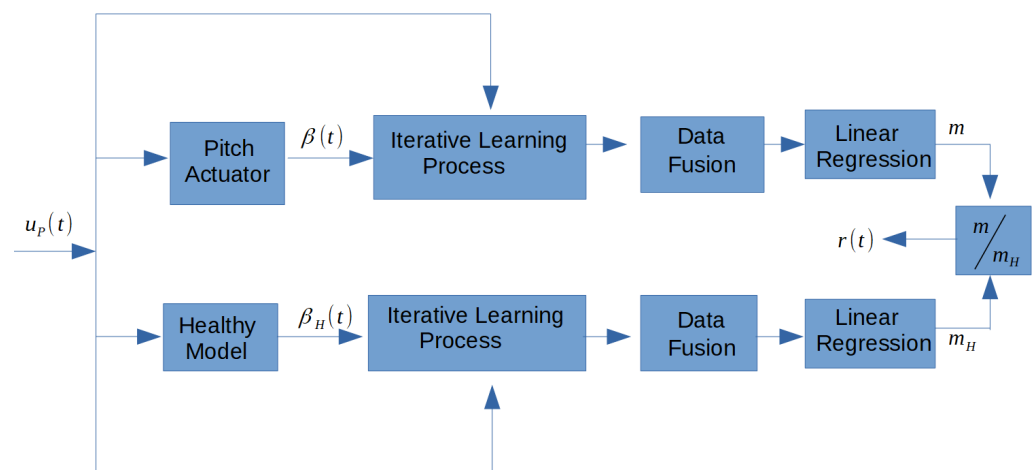 Pitch
Actuator
β(t)
Iterative Learning
Process
Data
Fusion
Linear
Regression
m
u_P(t)
r(t)
m/m_H
Healthy
Model
β_H(t)
Iterative Learning
Process
Data
Fusion
Linear
Regression
m_H